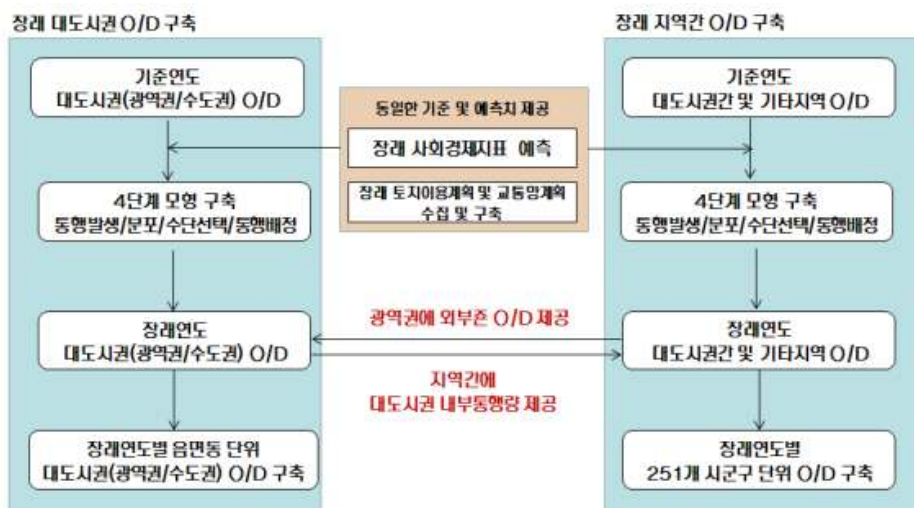 장래 대도시권 O/D 구축
기준연도
대도시권(광역권/수도권) O/D
4단계 모형 구축
통행발생/분포/수단선택/통행배정
장래연도
대도시권(광역권/수도권) O/D
장래연도별 읍면동 단위
대도시권(광역권/수도권) O/D 구축
동일한 기준 및 예측치 제공
장래 사회경제지표 예측
장래 토지이용계획 및 교통망계획
수집 및 구축
광역권에 외부존 O/D 제공
지역간에
대도시권 내부통행량 제공
장래 지역간 O/D 구축
기준연도
대도시권간 및 기타지역 O/D
4단계 모형 구축
통행발생/분포/수단선택/통행배정
장래연도
대도시권간 및 기타지역 O/D
장래연도별
251개 시군구 단위 O/D 구축